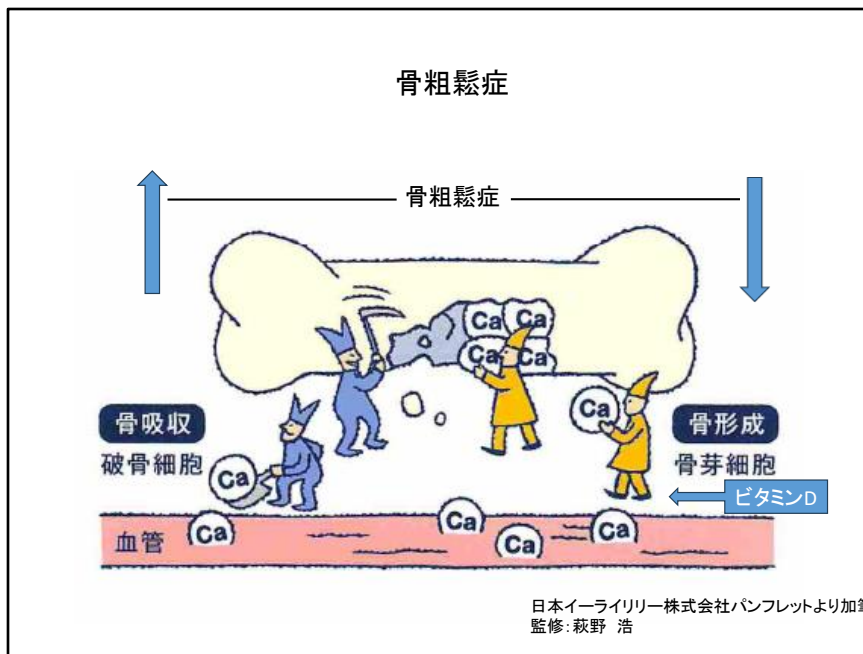 骨粗鬆症
骨粗鬆症
Ca Ca
Ca Ca
Ca
骨吸収
骨形成
破骨細胞
骨芽細胞
Ca
ビタミンD
血管
Ca
Ca
Ca
Ca
日本イーライリリー株式会社パンフレットより加筆
監修:萩野 浩